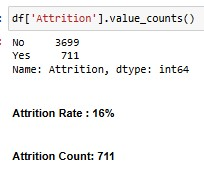 df['Attrition'].value_counts()
No     3699
Yes     711
Name: Attrition, dtype: int64
Attrition Rate : 16%
Attrition Count: 711